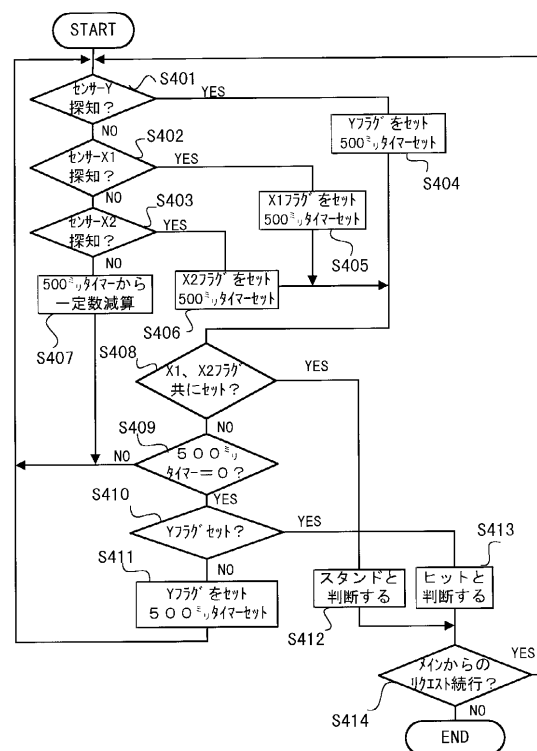 START
S401
センサーY
探知？
YES
NO
S402
センサーX1
探知？
YES
NO
S403
センサーX2
探知？
YES
NO
Yフラグをセット
500ミリタイマーセット
S404
X1フラグをセット
500ミリタイマーセット
S405
X2フラグをセット
500ミリタイマーセット
S406
500ミリタイマーから
一定数減算
S407
S408
X1、X2フラグ
共にセット？
YES
NO
S409
５００ミリ
タイマー＝０？
NO
YES
S410
Yフラグセット？
YES
NO
S411
Yフラグをセット
５００ミリタイマーセット
スタンドと
判断する
S412
S413
ヒットと
判断する
メインからの
リクエスト続行？
YES
S414
NO
END